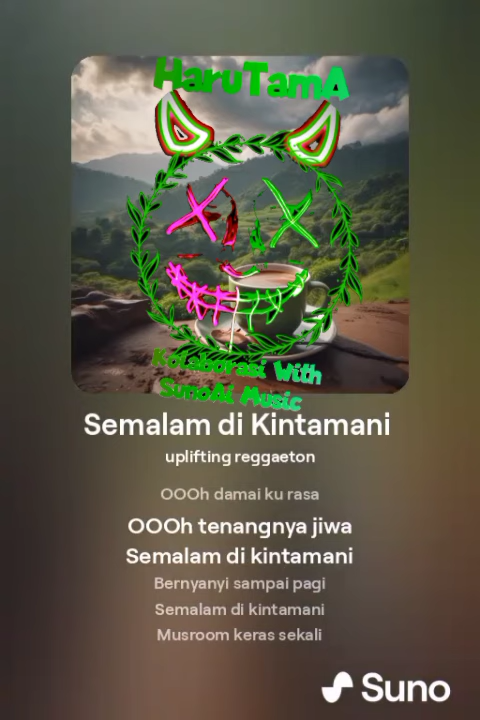 HaruTamA
Kolaborasi With
SunoAi Music
Semalam di Kintamani
uplifting reggaeton
OOOh damai ku rasa
OOOh tenangnya jiwa
Semalam di kintamani
Bernyanyi sampai pagi
Semalam di kintamani
Musroom keras sekali
Suno